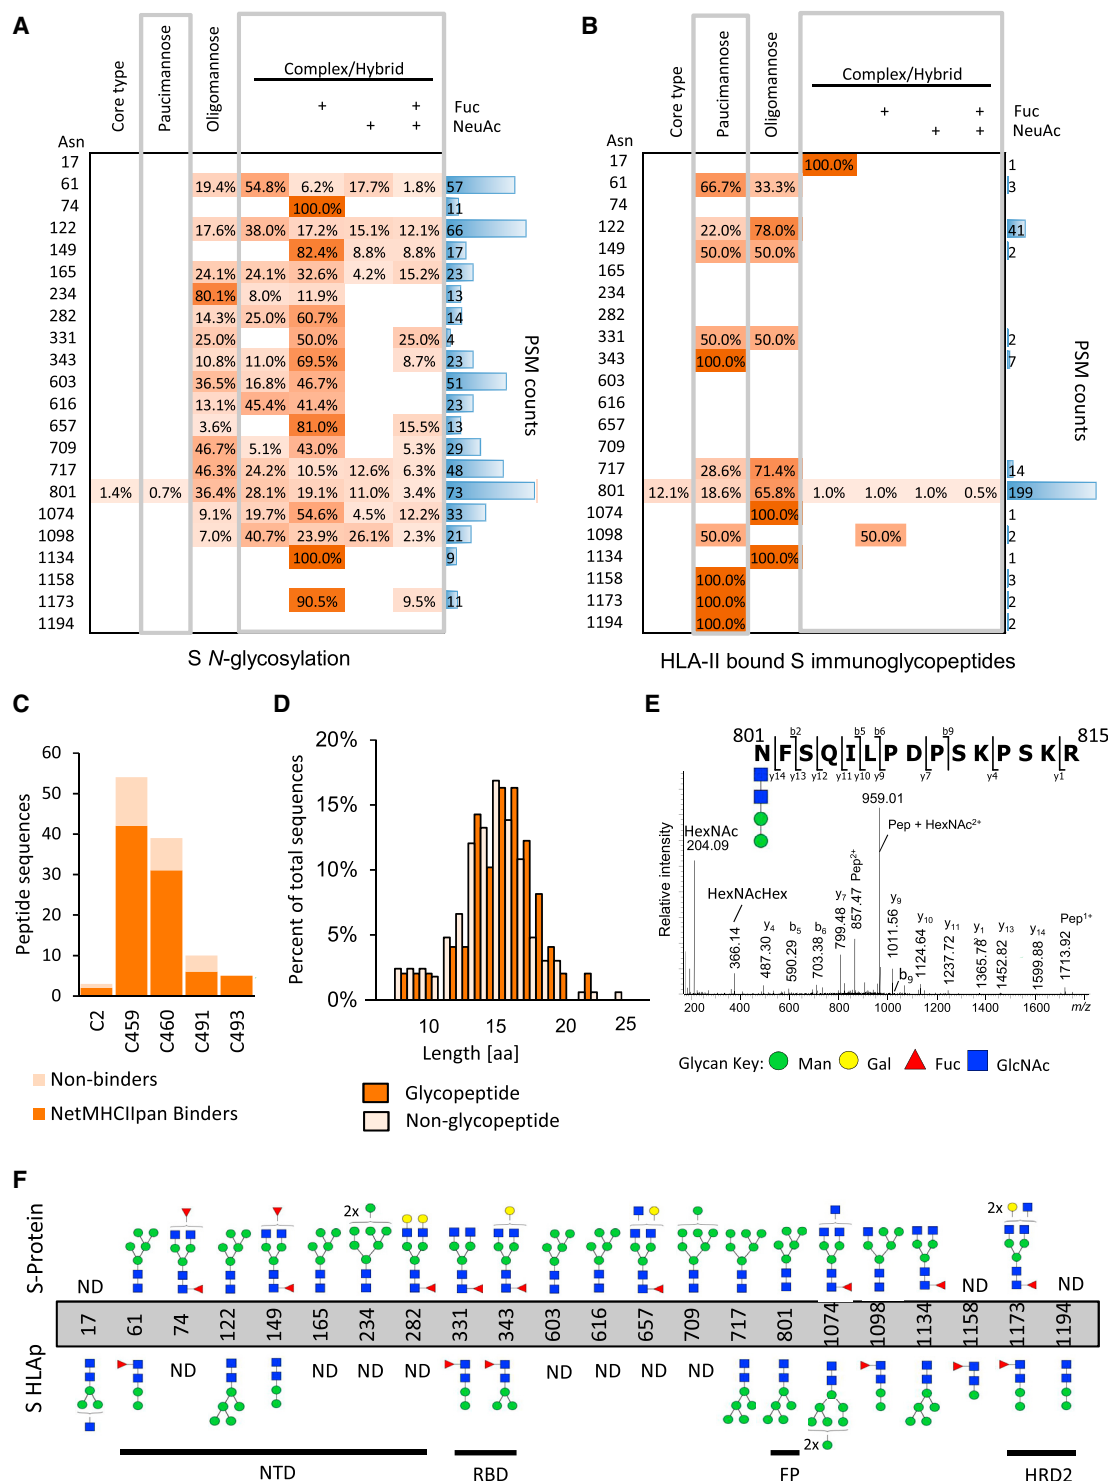 A
Core type
Paucimannose
Oligomannose
Complex/Hybrid
+ + Fuc
+ + NeuAc
Asn
17
61 19.4% 54.8% 6.2% 17.7% 1.8% 57
74 100.0% 11
122 17.6% 38.0% 17.2% 15.1% 12.1% 66
149 82.4% 8.8% 8.8% 17
165 24.1% 24.1% 32.6% 4.2% 15.2% 23
234 80.1% 8.0% 11.9% 13
282 14.3% 25.0% 60.7% 14
331 25.0% 50.0% 25.0% 4
343 10.8% 11.0% 69.5% 8.7% 23
603 36.5% 16.8% 46.7% 51
616 13.1% 45.4% 41.4% 23
657 3.6% 81.0% 15.5% 13
709 46.7% 5.1% 43.0% 5.3% 29
717 46.3% 24.2% 10.5% 12.6% 6.3% 48
801 1.4% 0.7% 36.4% 28.1% 19.1% 11.0% 3.4% 73
1074 9.1% 19.7% 54.6% 4.5% 12.2% 33
1098 7.0% 40.7% 23.9% 26.1% 2.3% 21
1134 100.0% 9
1158
1173 90.5% 9.5% 11
1194
PSM counts
S N-glycosylation
B
Core type
Paucimannose
Oligomannose
Complex/Hybrid
+ + Fuc
+ + NeuAc
Asn
17 100.0% 1
61 66.7% 33.3% 3
74
122 22.0% 78.0% 41
149 50.0% 50.0% 2
165
234
282
331 50.0% 50.0% 2
343 100.0% 7
603
616
657
709
717 28.6% 71.4% 14
801 12.1% 18.6% 65.8% 1.0% 1.0% 1.0% 0.5% 199
1074 100.0% 1
1098 50.0% 50.0% 2
1134 100.0% 1
1158 100.0% 3
1173 100.0% 2
1194 100.0% 2
PSM counts
HLA-II bound S immunoglycopeptides
C
Peptide sequences
60
50
40
30
20
10
0
C2 C459 C460 C491 C493
Non-binders
NetMHCIIpan Binders
D
Percent of total sequences
20%
15%
10%
5%
0%
10 15 20 25
Length [aa]
Glycopeptide
Non-glycopeptide
E
801 815
b2 b5 b6 b9
N F S Q I L P D P S K P S K R
y14 y13 y12 y11 y10 y9 y7 y4 y1
Relative intensity
HexNAc
204.09
HexNAcHex
366.14
487.30 y4
590.29 b5
703.38 b6
799.48 y7
857.47 Pep2+
959.01
Pep + HexNAc2+
1011.56 y9
b9
1124.64 y10
1237.72 y11
1365.78 y1
1452.82 y13
1599.88 y14
1713.92 Pep1+
200 400 600 800 1000 1200 1400 1600 m/z
Glycan Key: Man Gal Fuc GlcNAc
F
S-Protein
2x 2x
ND ND ND
17 61 74 122 149 165 234 282 331 343 603 616 657 709 717 801 1074 1098 1134 1158 1173 1194
S HLAp
ND ND ND ND ND ND ND ND
2x
NTD RBD FP HRD2